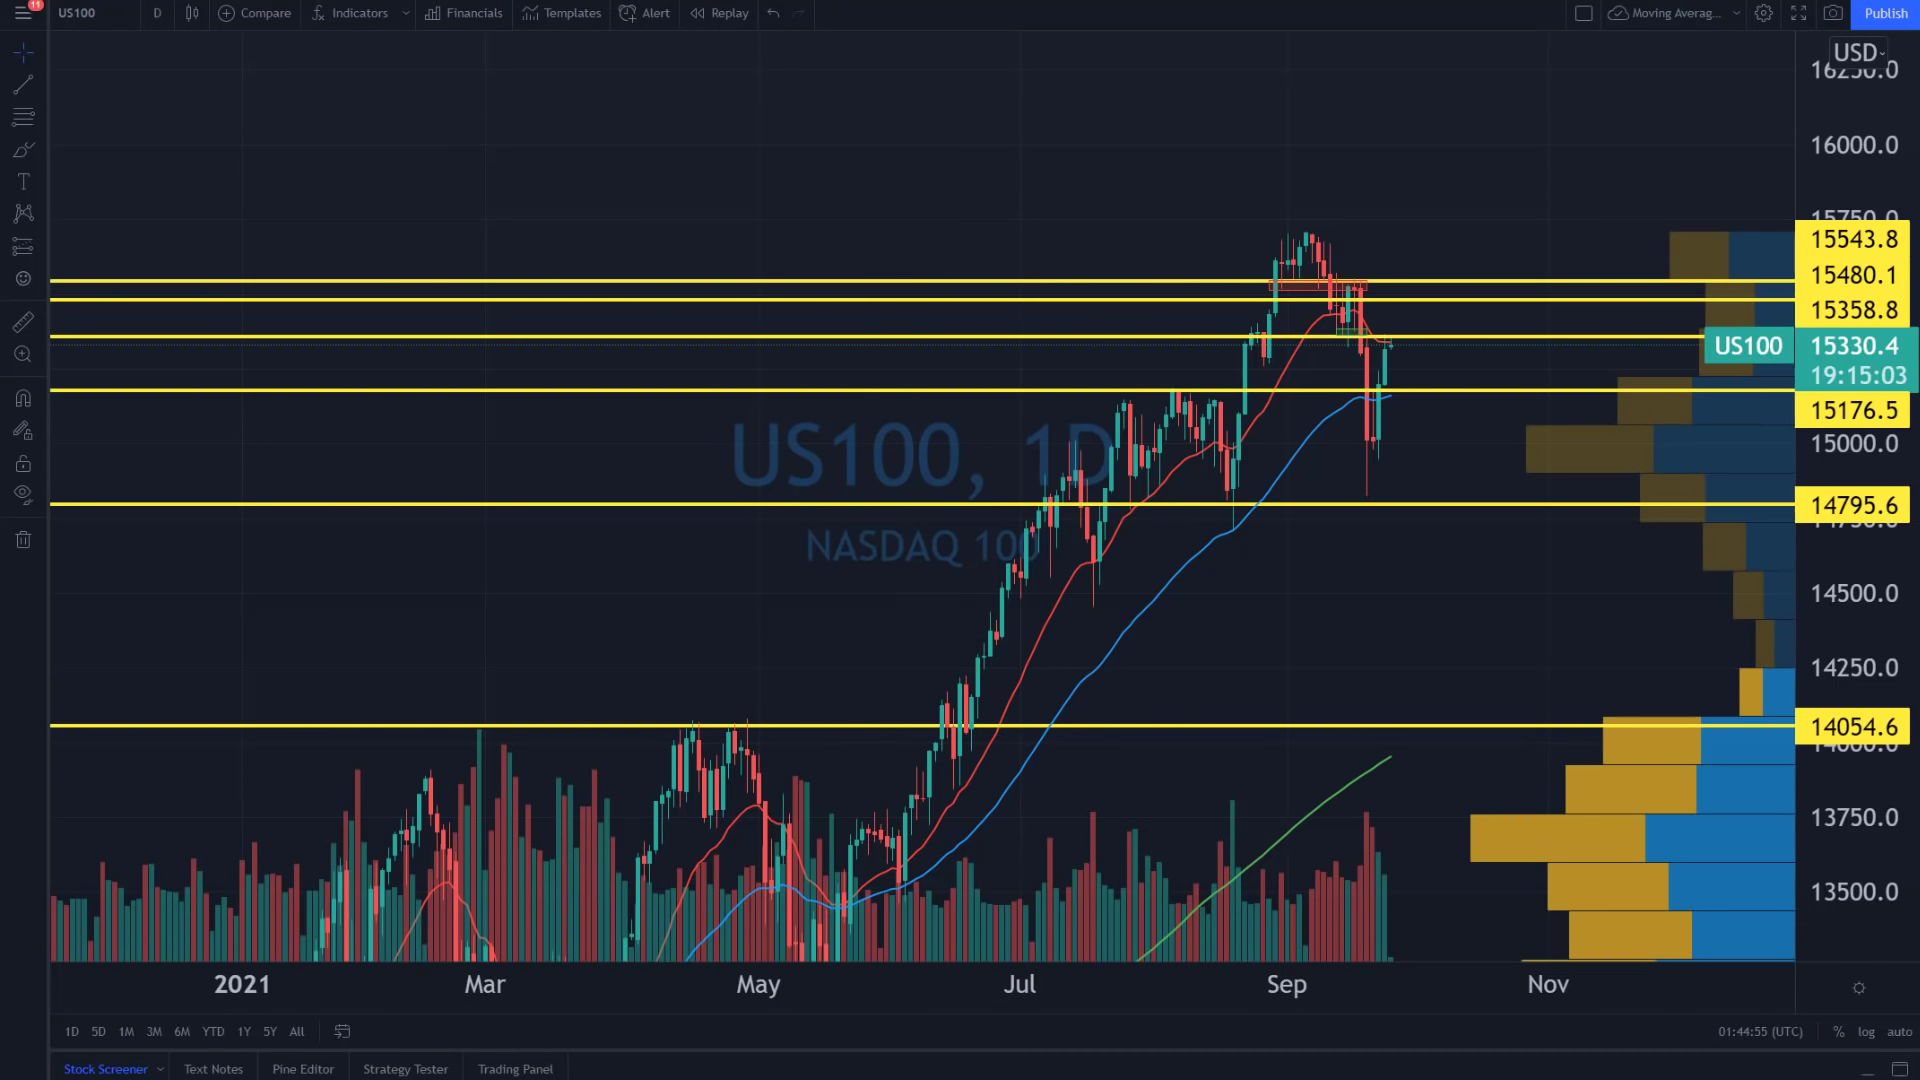 11
US100
D
Compare
Indicators
Financials
Templates
Alert
Replay
Moving Averag...
Publish
USD
16250.0
16000.0
15750.0
15543.8
15480.1
15358.8
US100
15330.4
19:15:03
15176.5
15000.0
14795.6
14750.0
14500.0
14250.0
14054.6
14000.0
13750.0
13500.0
US100, 1D
NASDAQ 100
2021
Mar
May
Jul
Sep
Nov
1D 5D 1M 3M 6M YTD 1Y 5Y All
01:44:55 (UTC)
% log auto
Stock Screener
Text Notes
Pine Editor
Strategy Tester
Trading Panel